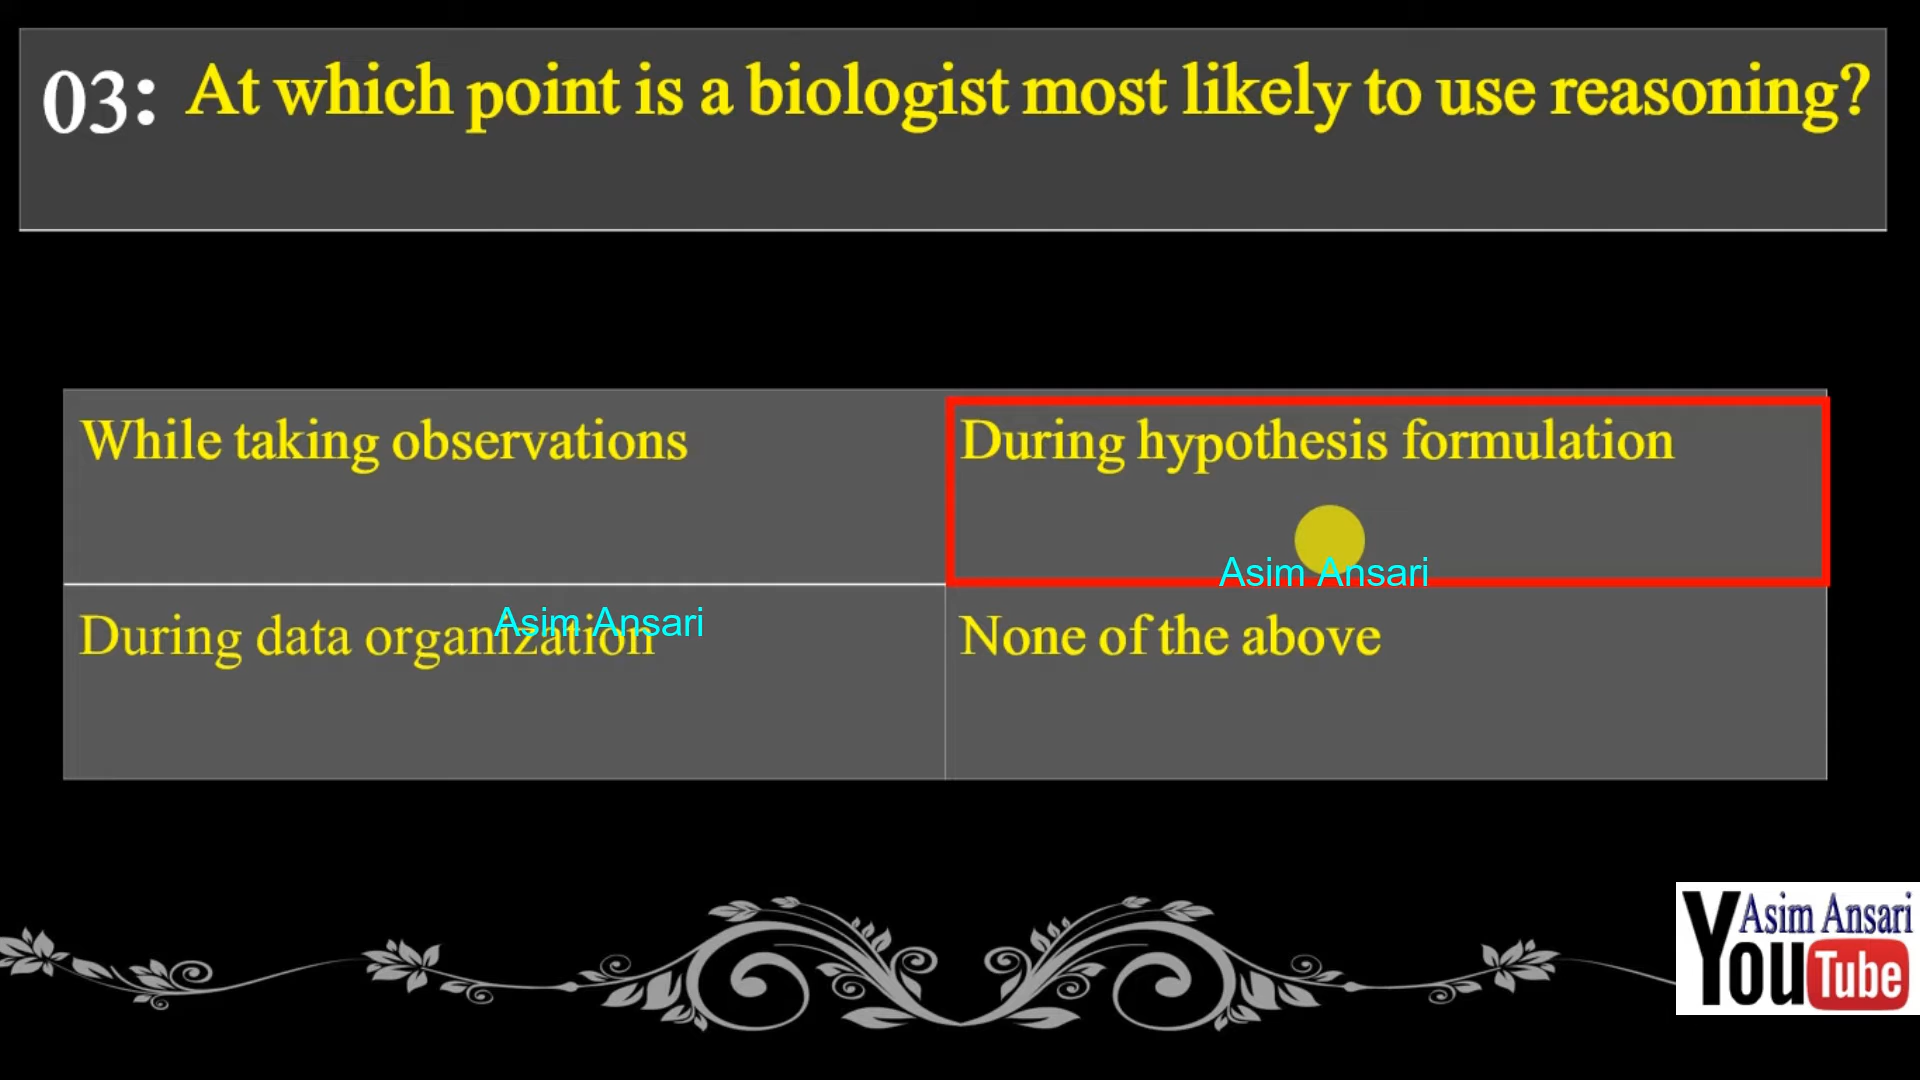 03: At which point is a biologist most likely to use reasoning?
While taking observations
During hypothesis formulation
Asim Ansari
During data organization
Asim Ansari
None of the above
Asim Ansari
YouTube